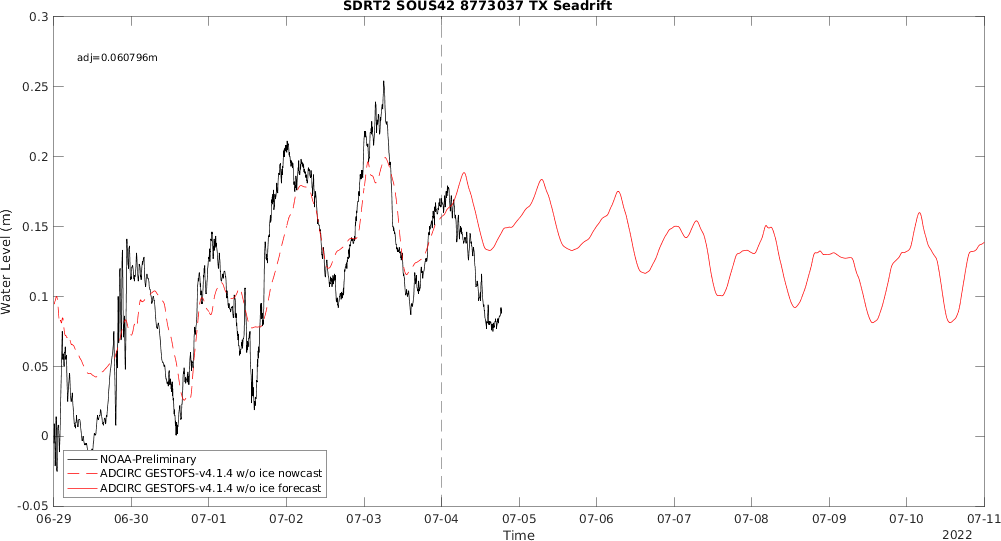 SDRT2 SOUS42 8773037 TX Seadrift
adj=0.060796m
Water Level (m)
0.3
0.25
0.2
0.15
0.1
0.05
0
-0.05
NOAA-Preliminary
ADCIRC GESTOFS-v4.1.4 w/o ice nowcast
ADCIRC GESTOFS-v4.1.4 w/o ice forecast
06-29 06-30 07-01 07-02 07-03 07-04 07-05 07-06 07-07 07-08 07-09 07-10 07-11
Time
2022